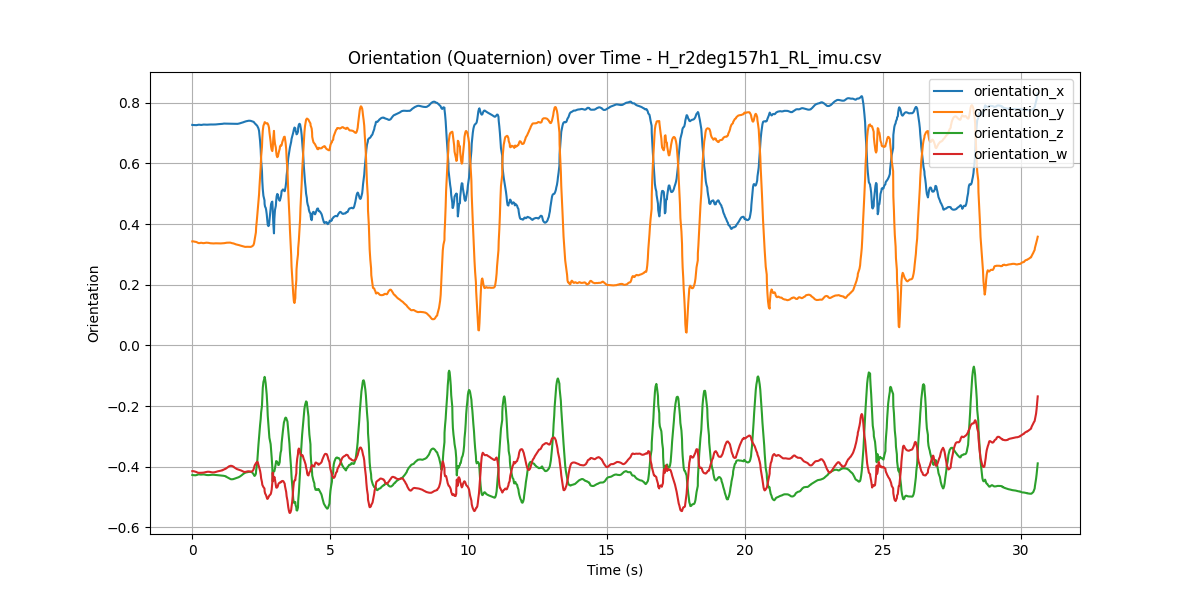 Orientation (Quaternion) over Time - H_r2deg157h1_RL_imu.csv
orientation_x
orientation_y
orientation_z
orientation_w
Orientation
0.8
0.6
0.4
0.2
0.0
−0.2
−0.4
−0.6
0 5 10 15 20 25 30
Time (s)